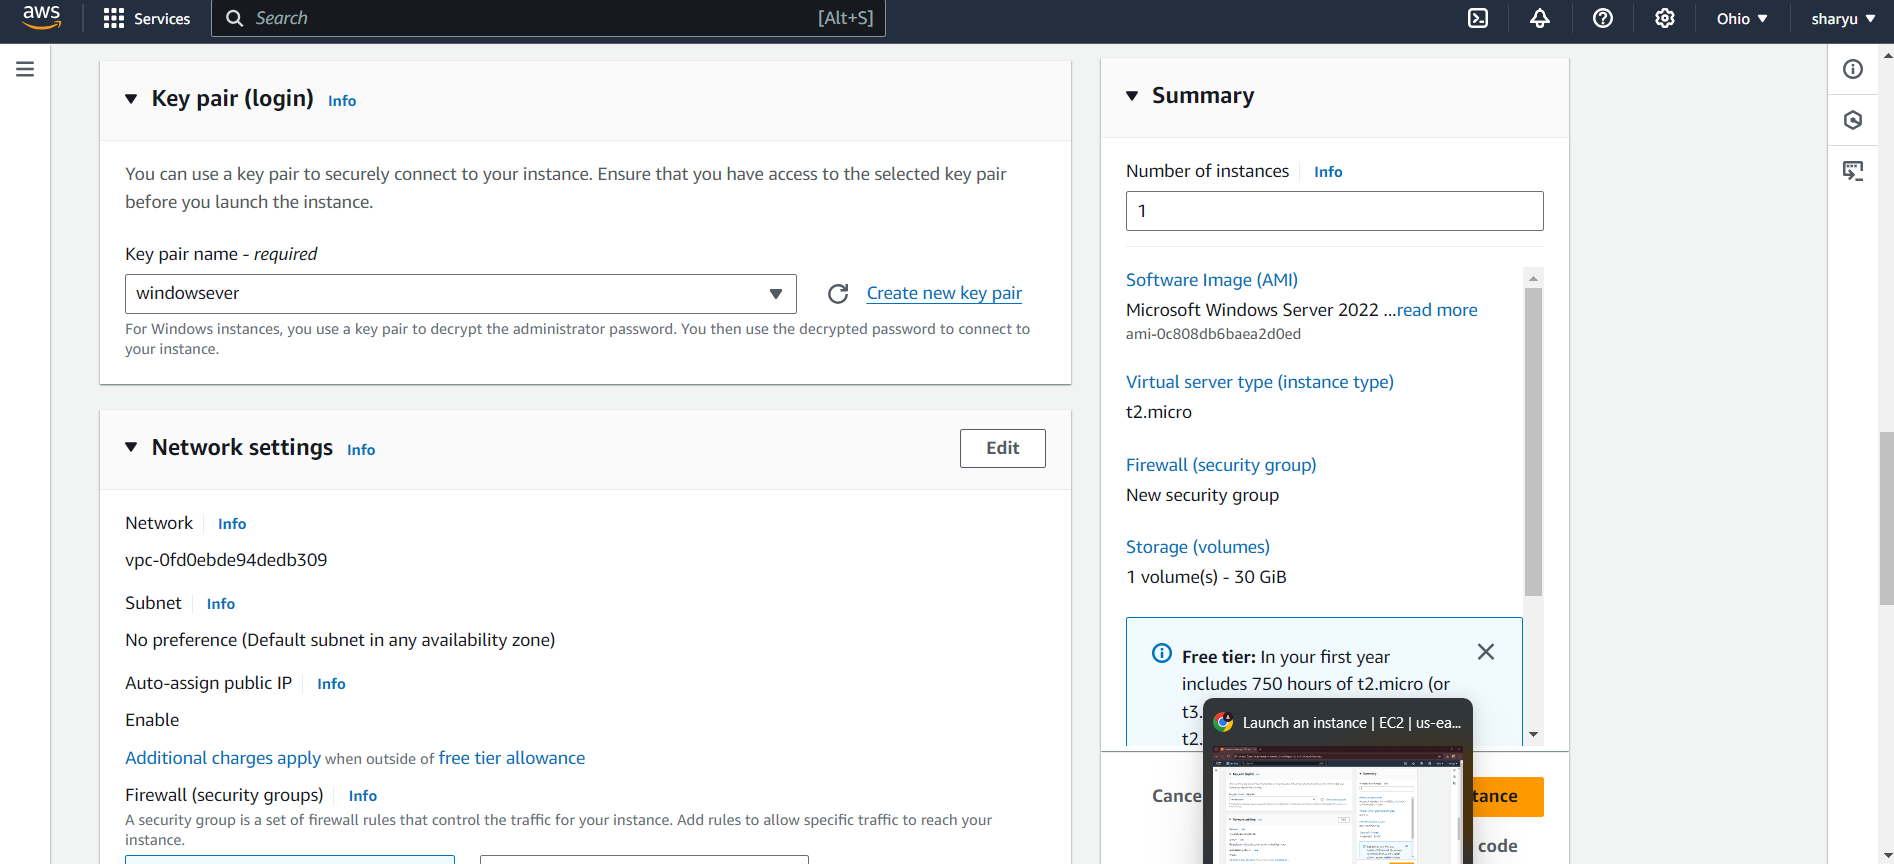 aws
Services
Search
[Alt+S]
Ohio
sharyu
Key pair (login) Info
You can use a key pair to securely connect to your instance. Ensure that you have access to the selected key pair
before you launch the instance.
Key pair name - required
windowsever
Create new key pair
For Windows instances, you use a key pair to decrypt the administrator password. You then use the decrypted password to connect to
your instance.
Network settings Info
Edit
Network Info
vpc-0fd0ebde94dedb309
Subnet Info
No preference (Default subnet in any availability zone)
Auto-assign public IP Info
Enable
Additional charges apply when outside of free tier allowance
Firewall (security groups) Info
A security group is a set of firewall rules that control the traffic for your instance. Add rules to allow specific traffic to reach your
instance.
Summary
Number of instances Info
1
Software Image (AMI)
Microsoft Windows Server 2022 ...read more
ami-0c808db6baea2d0ed
Virtual server type (instance type)
t2.micro
Firewall (security group)
New security group
Storage (volumes)
1 volume(s) - 30 GiB
Free tier: In your first year
includes 750 hours of t2.micro (or
t3.
t2.
Launch an instance | EC2 | us-ea...
Cance
tance
code